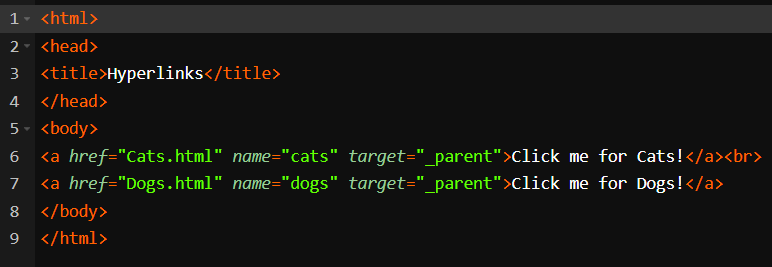 1 <html>
2 <head>
3 <title>Hyperlinks</title>
4 </head>
5 <body>
6 <a href="Cats.html" name="cats" target="_parent">Click me for Cats!</a><br>
7 <a href="Dogs.html" name="dogs" target="_parent">Click me for Dogs!</a>
8 </body>
9 </html>